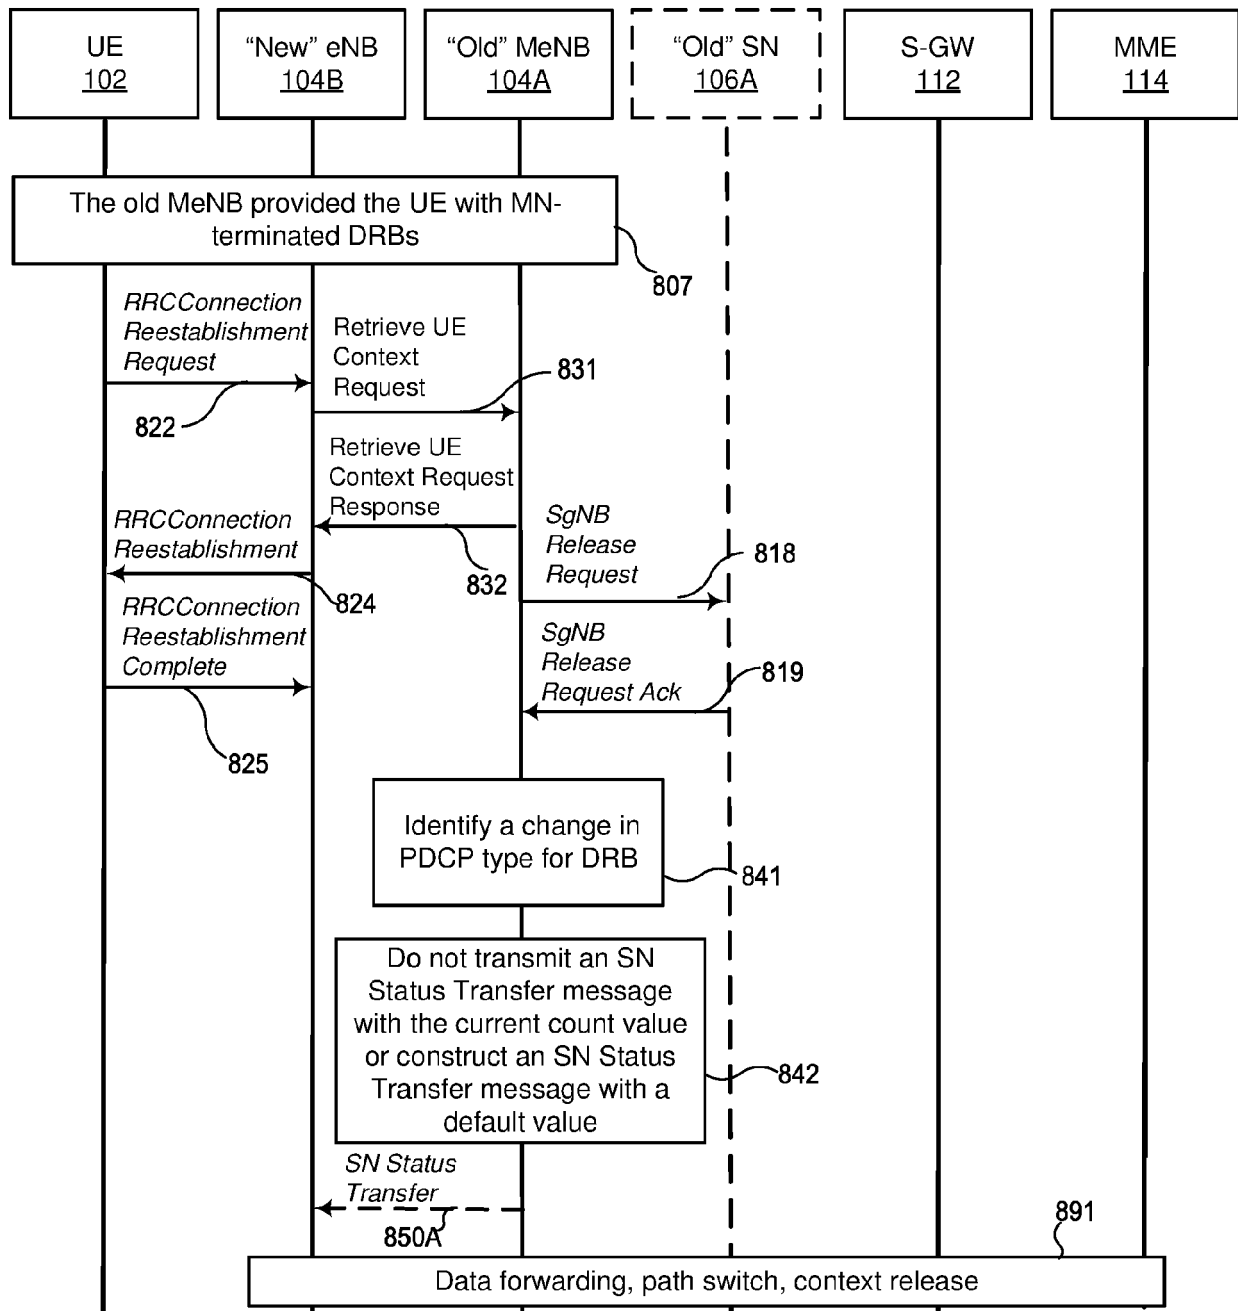 UE
102
“New” eNB
104B
“Old” MeNB
104A
“Old” SN
106A
S-GW
112
MME
114
The old MeNB provided the UE with MN-
terminated DRBs
807
RRCConnection
Reestablishment
Request
822
Retrieve UE
Context
Request
831
Retrieve UE
Context Request
Response
832
RRCConnection
Reestablishment
824
SgNB
Release
Request
818
RRCConnection
Reestablishment
Complete
825
SgNB
Release
Request Ack
819
Identify a change in
PDCP type for DRB
841
Do not transmit an SN
Status Transfer message
with the current count value
or construct an SN Status
Transfer message with a
default value
842
SN Status
Transfer
850A
891
Data forwarding, path switch, context release